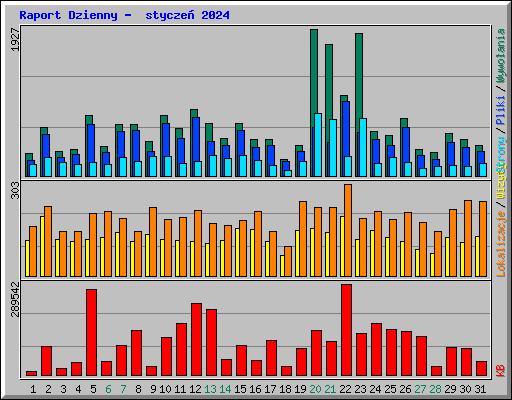 Raport Dzienny -  styczeń 2024
1927
303
289542
Wywołania / Pliki / Strony
Lokalizacje / Wizyt
KB
1 2 3 4 5 6 7 8 9 10 11 12 13 14 15 16 17 18 19 20 21 22 23 24 25 26 27 28 29 30 31